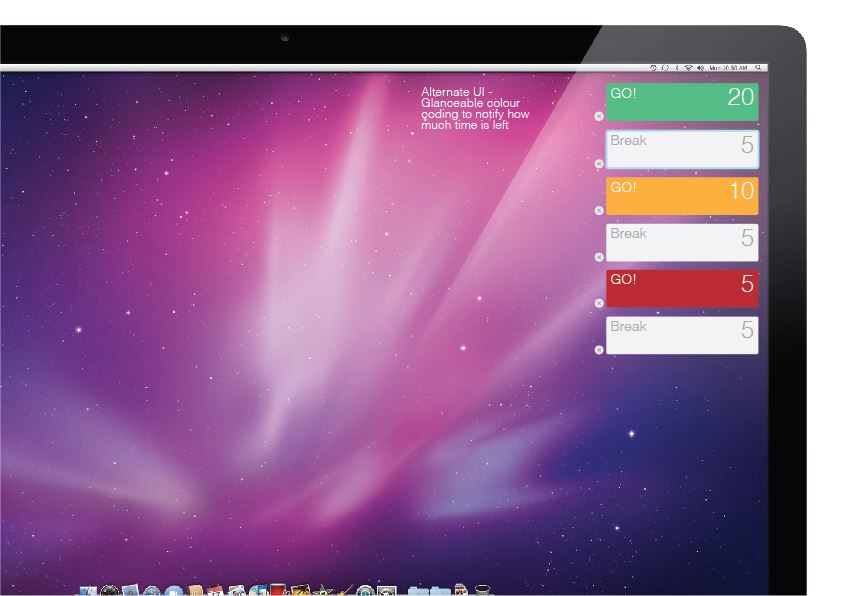 Mon 10:50 AM
Alternate UI -
Glanceable colour
coding to notify how
much time is left
GO! 20
Break 5
GO! 10
Break 5
GO! 5
Break 5